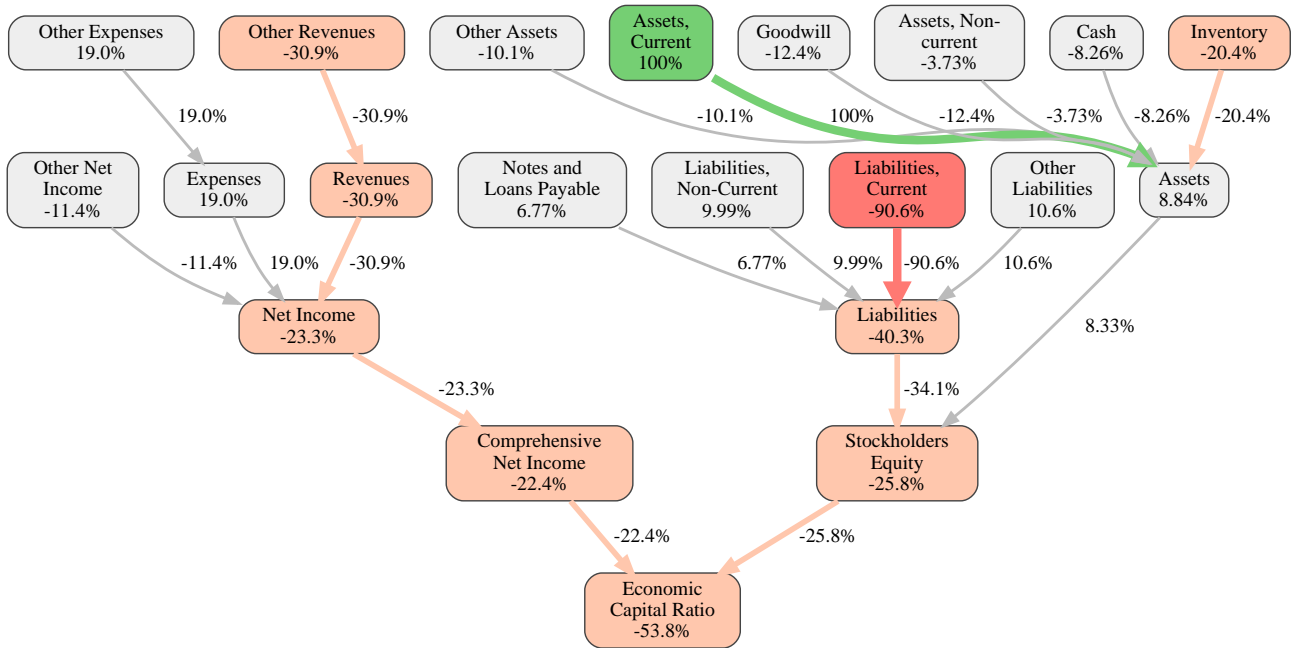 Other Expenses
19.0%
Other Revenues
-30.9%
Other Assets
-10.1%
Assets,
Current
100%
Goodwill
-12.4%
Assets, Non-
current
-3.73%
Cash
-8.26%
Inventory
-20.4%
19.0%
-30.9%
-10.1%
100%
-12.4%
-3.73%
-8.26%
-20.4%
Other Net
Income
-11.4%
Expenses
19.0%
Revenues
-30.9%
Notes and
Loans Payable
6.77%
Liabilities,
Non-Current
9.99%
Liabilities,
Current
-90.6%
Other
Liabilities
10.6%
Assets
8.84%
-11.4%
19.0%
-30.9%
6.77%
9.99%
-90.6%
10.6%
8.33%
Net Income
-23.3%
Liabilities
-40.3%
-23.3%
-34.1%
Comprehensive
Net Income
-22.4%
Stockholders
Equity
-25.8%
-22.4%
-25.8%
Economic
Capital Ratio
-53.8%